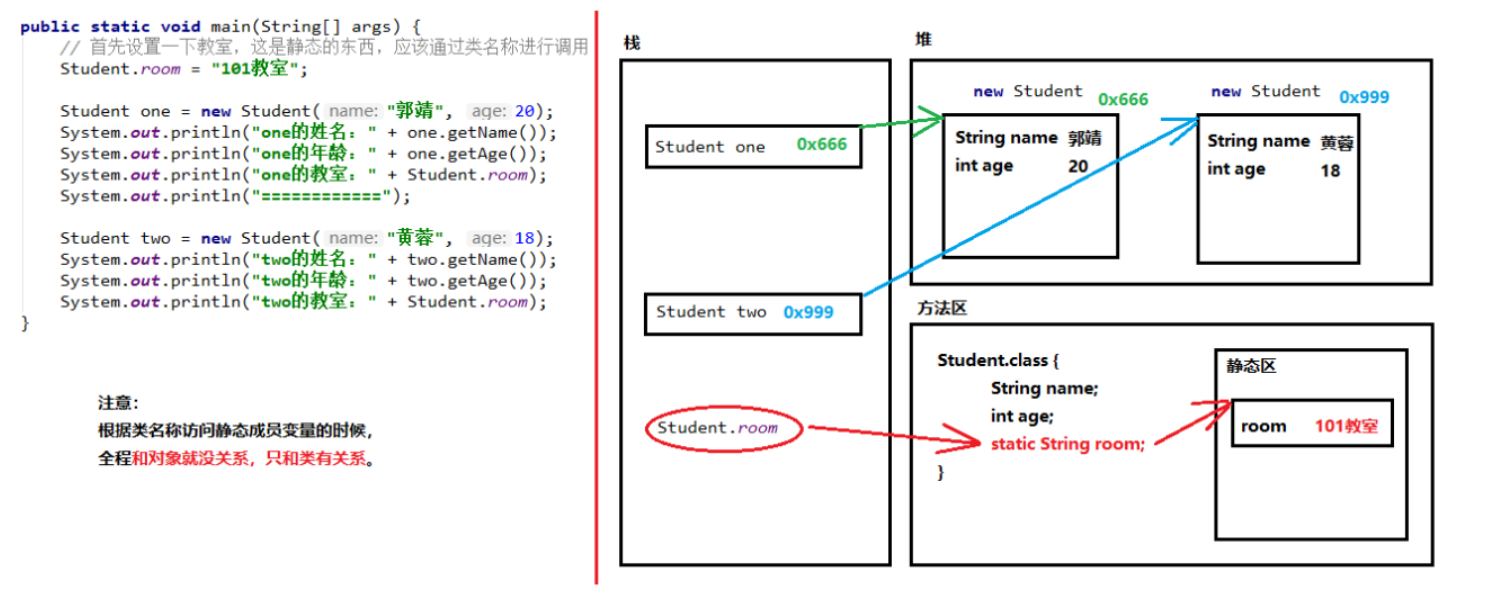 public static void main(String[] args) {
// 首先设置一下教室，这是静态的东西，应该通过类名称进行调用
Student.room = "101教室";
Student one = new Student( name: "郭靖", age: 20);
System.out.println("one的姓名：" + one.getName());
System.out.println("one的年龄：" + one.getAge());
System.out.println("one的教室：" + Student.room);
System.out.println("============");
Student two = new Student( name: "黄蓉", age: 18);
System.out.println("two的姓名：" + two.getName());
System.out.println("two的年龄：" + two.getAge());
System.out.println("two的教室：" + Student.room);
}
注意：
根据类名称访问静态成员变量的时候，
全程和对象就没关系，只和类有关系。
栈
Student one 0x666
Student two 0x999
Student.room
堆
new Student 0x666
String name 郭靖
int age 20
new Student 0x999
String name 黄蓉
int age 18
方法区
Student.class {
String name;
int age;
static String room;
}
静态区
room 101教室